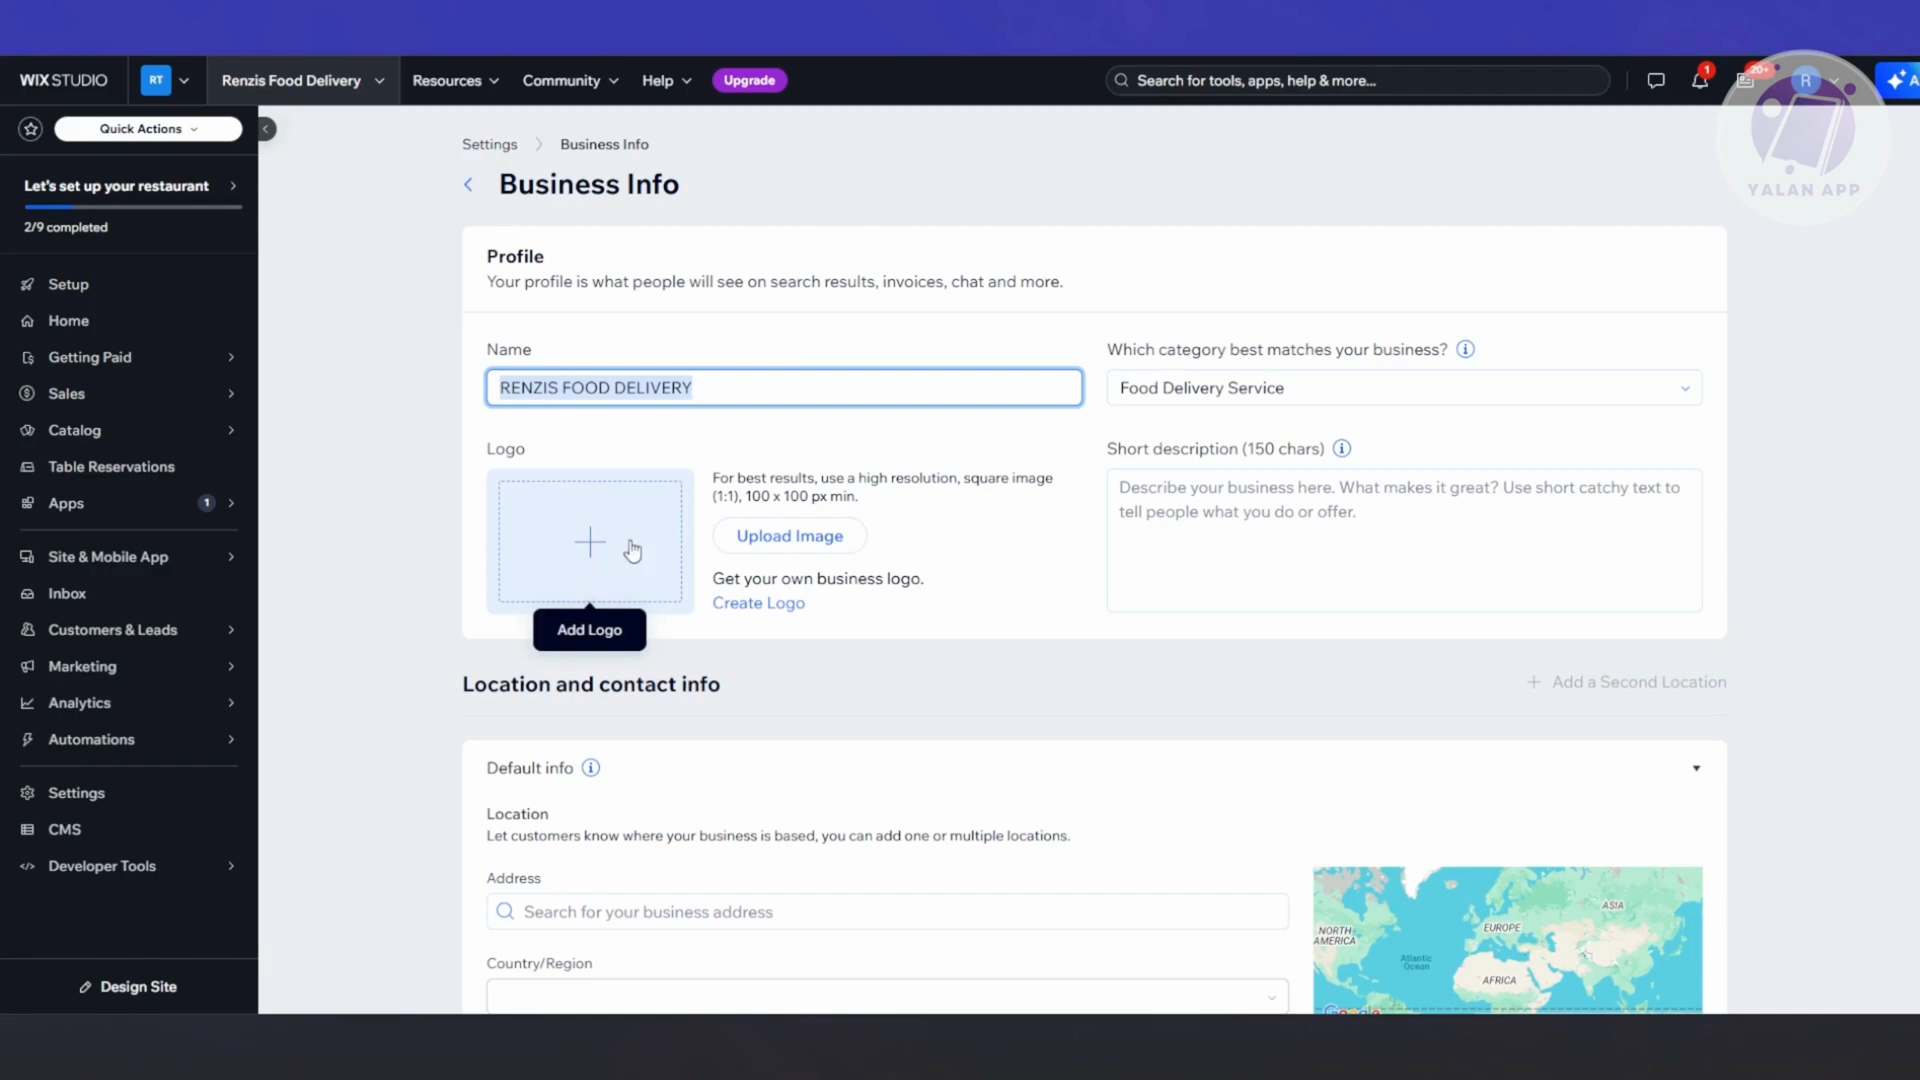 WIX STUDIO
RT
Renzis Food Delivery
Resources
Community
Help
Upgrade
Search for tools, apps, help & more...
1
20+
R
A
YALAN APP
Quick Actions
Let's set up your restaurant
2/9 completed
Setup
Home
Getting Paid
Sales
Catalog
Table Reservations
Apps
1
Site & Mobile App
Inbox
Customers & Leads
Marketing
Analytics
Automations
Settings
CMS
Developer Tools
Design Site
Settings
Business Info
Business Info
Profile
Your profile is what people will see on search results, invoices, chat and more.
Name
RENZIS FOOD DELIVERY
Which category best matches your business?
Food Delivery Service
Logo
For best results, use a high resolution, square image
(1:1), 100 x 100 px min.
Upload Image
Get your own business logo.
Create Logo
Add Logo
Short description (150 chars)
Describe your business here. What makes it great? Use short catchy text to
tell people what you do or offer.
Location and contact info
Add a Second Location
Default info
Location
Let customers know where your business is based, you can add one or multiple locations.
Address
Search for your business address
Country/Region
NORTH
AMERICA
Atlantic
Ocean
EUROPE
ASIA
AFRICA
Google